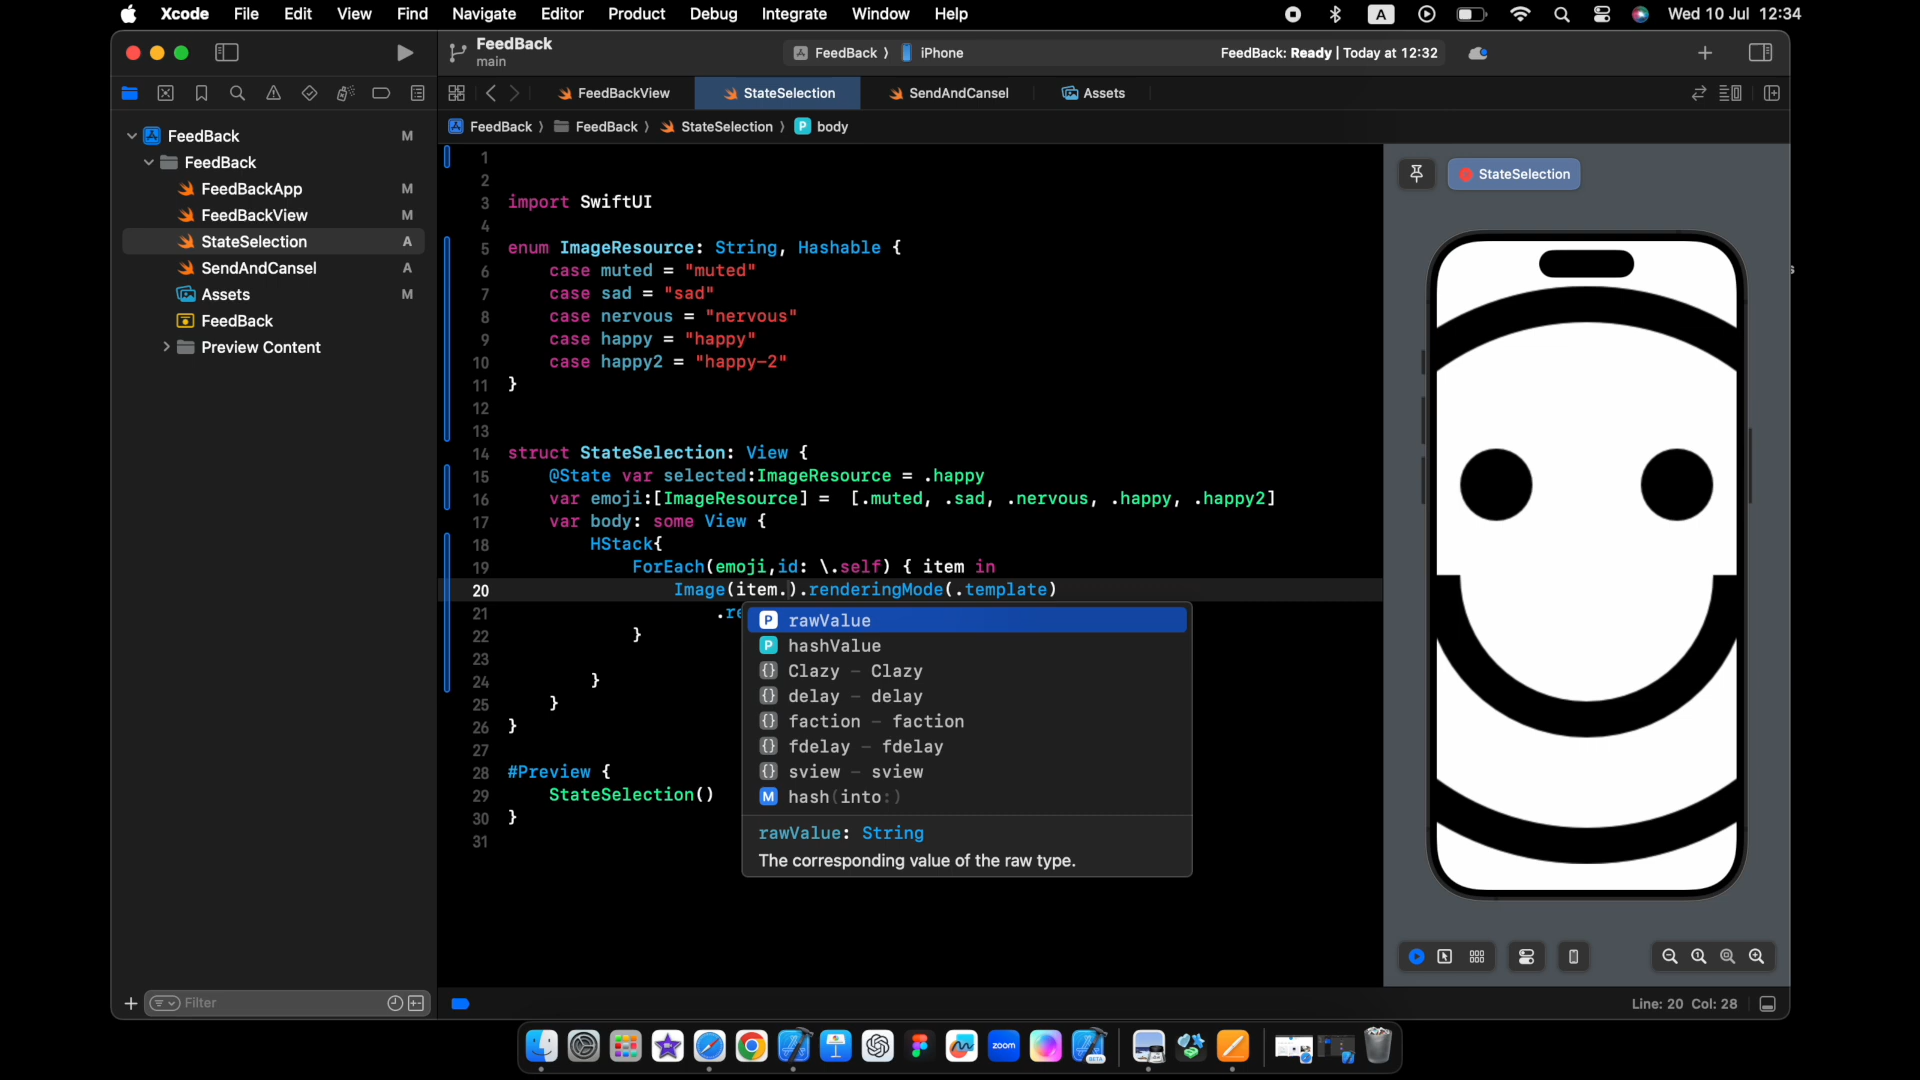 Xcode File Edit View Find Navigate Editor Product Debug Integrate Window Help A Wed 10 Jul 12:34
FeedBack
main
FeedBack 〉 iPhone
FeedBack: Ready | Today at 12:32
FeedBackView StateSelection SendAndCansel Assets
FeedBack 〉 FeedBack 〉 StateSelection 〉 P body
FeedBack M
FeedBack
FeedBackApp M
FeedBackView M
StateSelection A
SendAndCansel A
Assets M
FeedBack
Preview Content
1
2
3 import SwiftUI
4
5 enum ImageResource: String, Hashable {
6 case muted = "muted"
7 case sad = "sad"
8 case nervous = "nervous"
9 case happy = "happy"
10 case happy2 = "happy-2"
11 }
12
13
14 struct StateSelection: View {
15 @State var selected:ImageResource = .happy
16 var emoji:[ImageResource] = [.muted, .sad, .nervous, .happy, .happy2]
17 var body: some View {
18 HStack{
19 ForEach(emoji,id: \.self) { item in
20 Image(item.).renderingMode(.template)
21 .re
22 }
23
24 }
25 }
26 }
27
28 #Preview {
29 StateSelection()
30 }
31
P rawValue
P hashValue
{} Clazy – Clazy
{} delay – delay
{} faction – faction
{} fdelay – fdelay
{} sview – sview
M hash(into:)
rawValue: String
The corresponding value of the raw type.
StateSelection
Filter
Line: 20 Col: 28
zoom
BETA